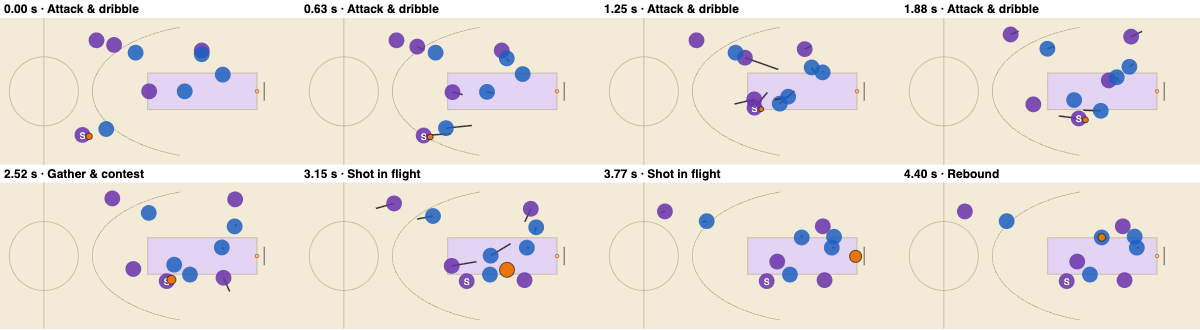 0.00 s · Attack & dribble
0.63 s · Attack & dribble
1.25 s · Attack & dribble
1.88 s · Attack & dribble
S
S
S
S
2.52 s · Gather & contest
3.15 s · Shot in flight
3.77 s · Shot in flight
4.40 s · Rebound
S
S
S
S